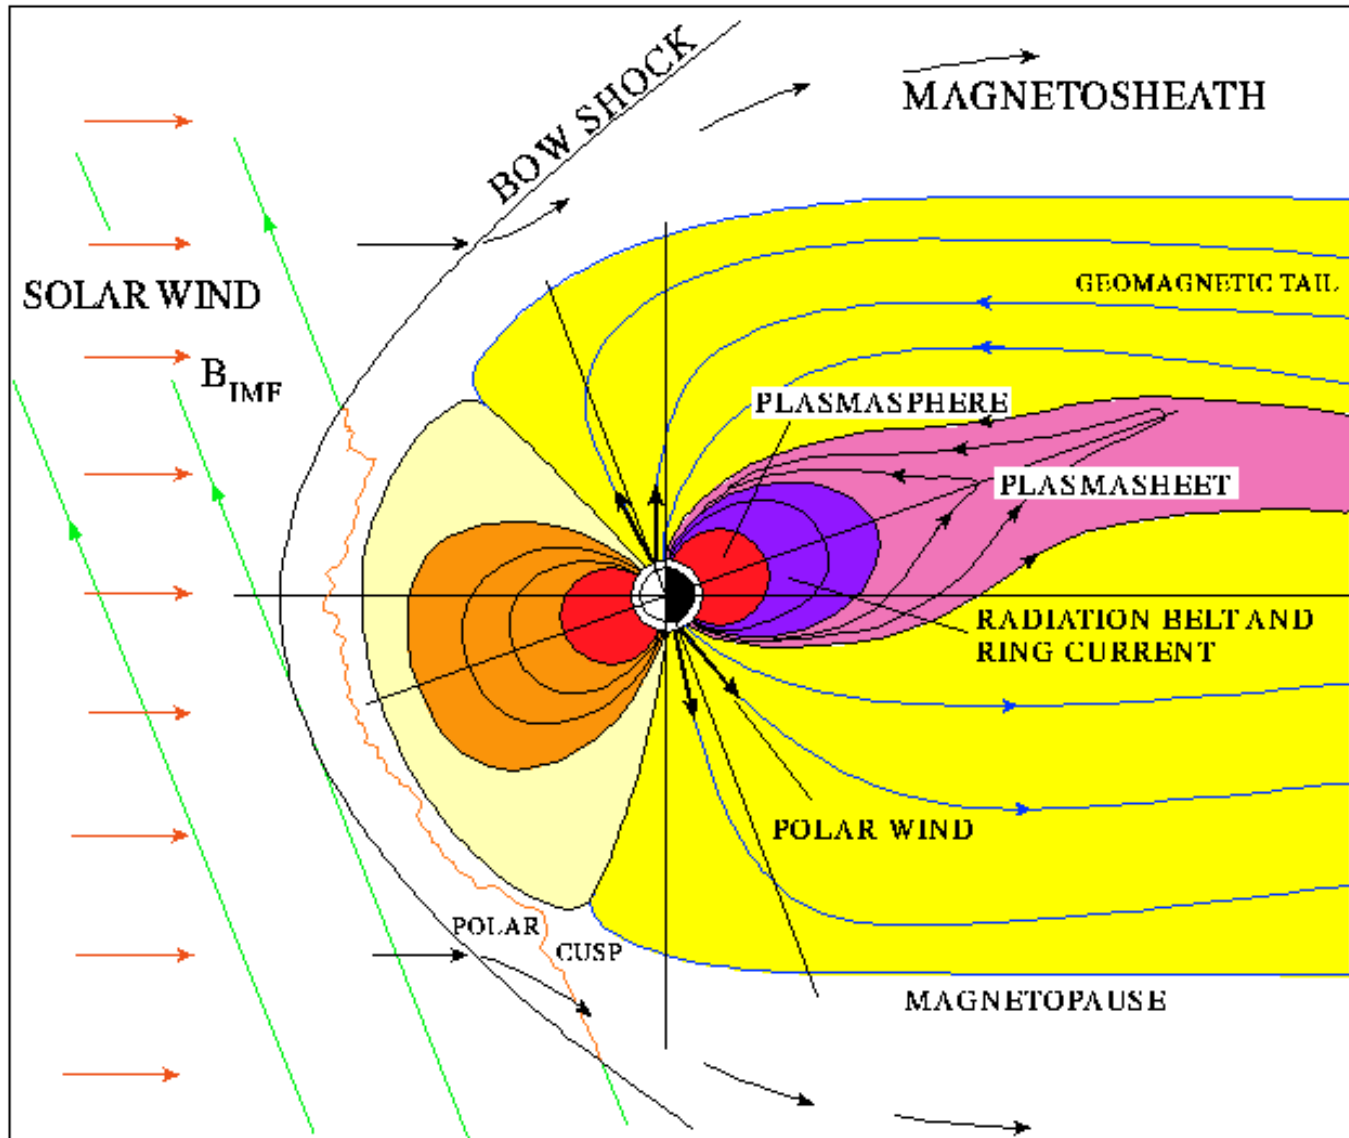 BOW SHOCK
MAGNETOSHEATH
SOLAR WIND
GEOMAGNETIC TAIL
B_IMF
PLASMASPHERE
PLASMASHEET
RADIATION BELT AND
RING CURRENT
POLAR WIND
POLAR
CUSP
MAGNETOPAUSE